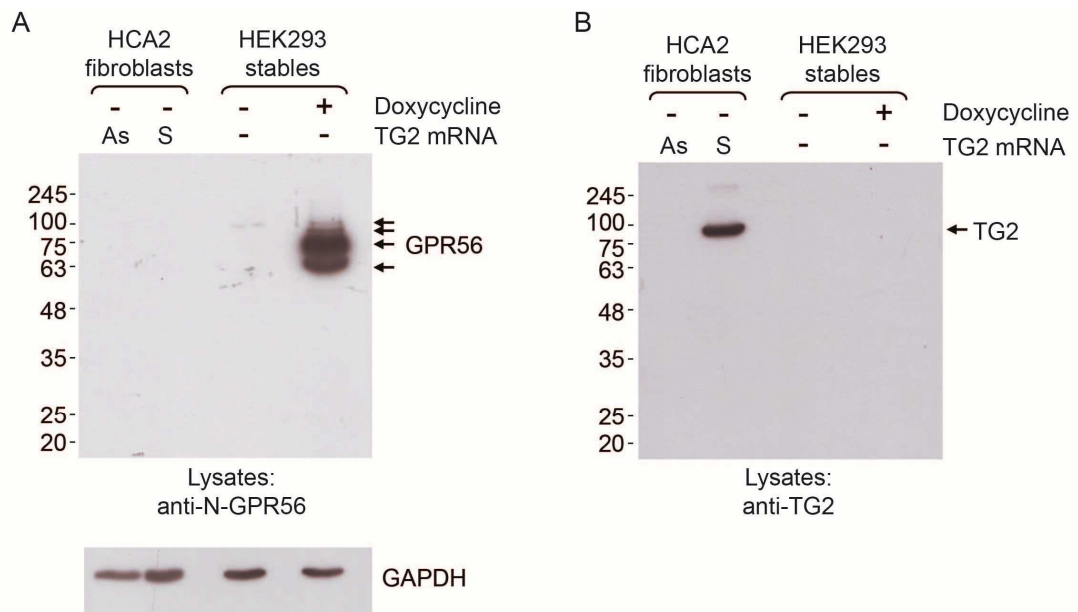 A
HCA2
fibroblasts
HEK293
stables
- - - + Doxycycline
As S - - TG2 mRNA
245-
100-
75-
63-
48-
35-
25-
20-
GPR56
Lysates:
anti-N-GPR56
GAPDH
B
HCA2
fibroblasts
HEK293
stables
- - - + Doxycycline
As S - - TG2 mRNA
245-
100-
75-
63-
48-
35-
25-
20-
TG2
Lysates:
anti-TG2